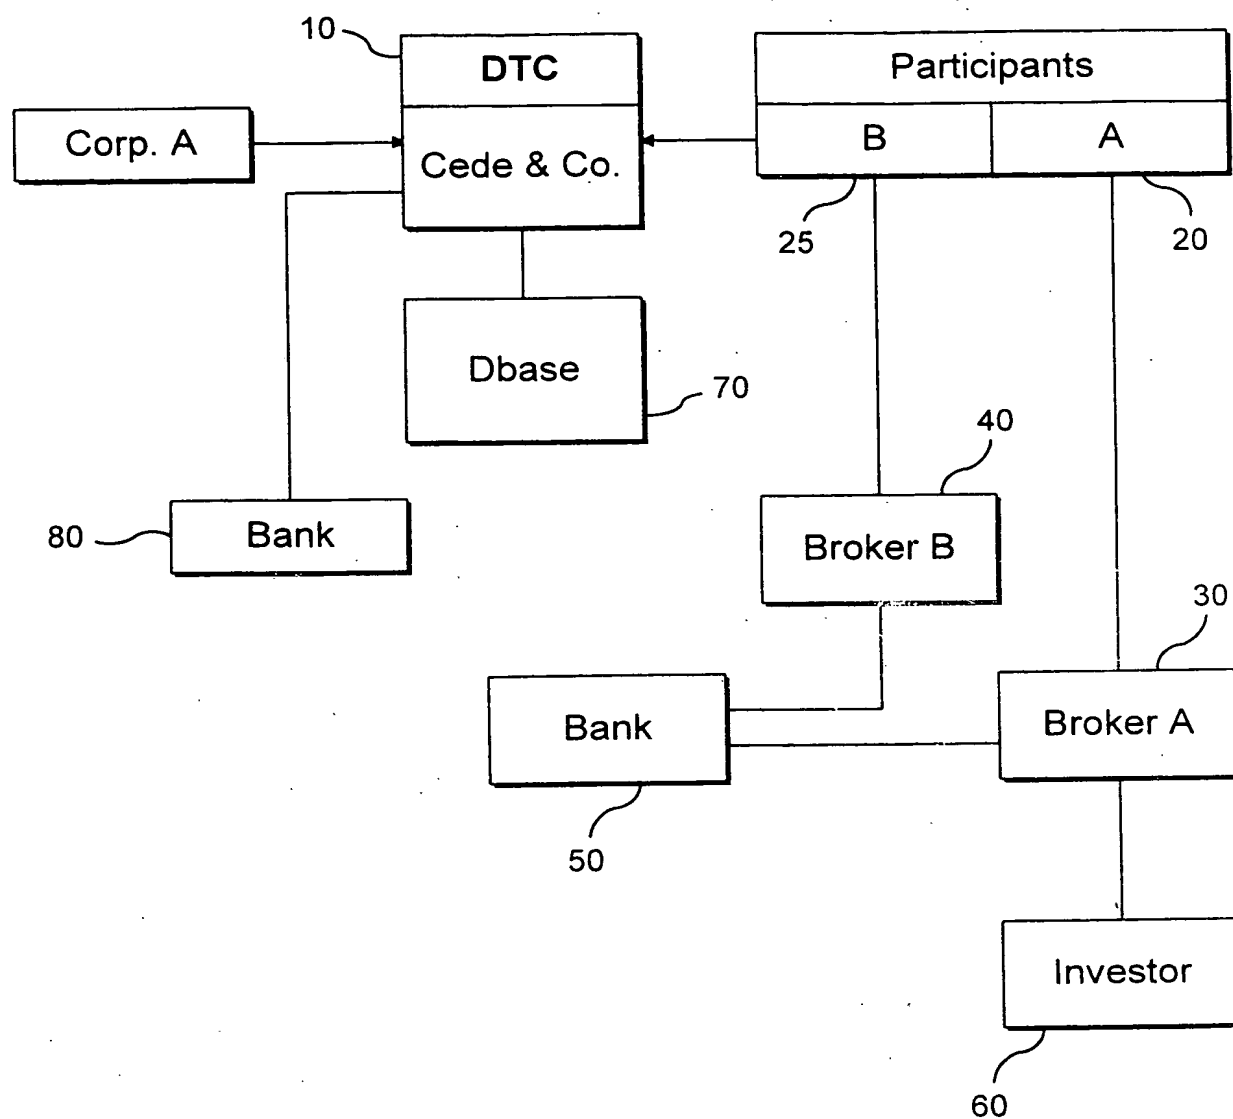 10
DTC
Cede & Co.
Participants
B
A
Corp. A
25
20
Dbase
70
40
80
Bank
Broker B
30
Bank
Broker A
50
Investor
60